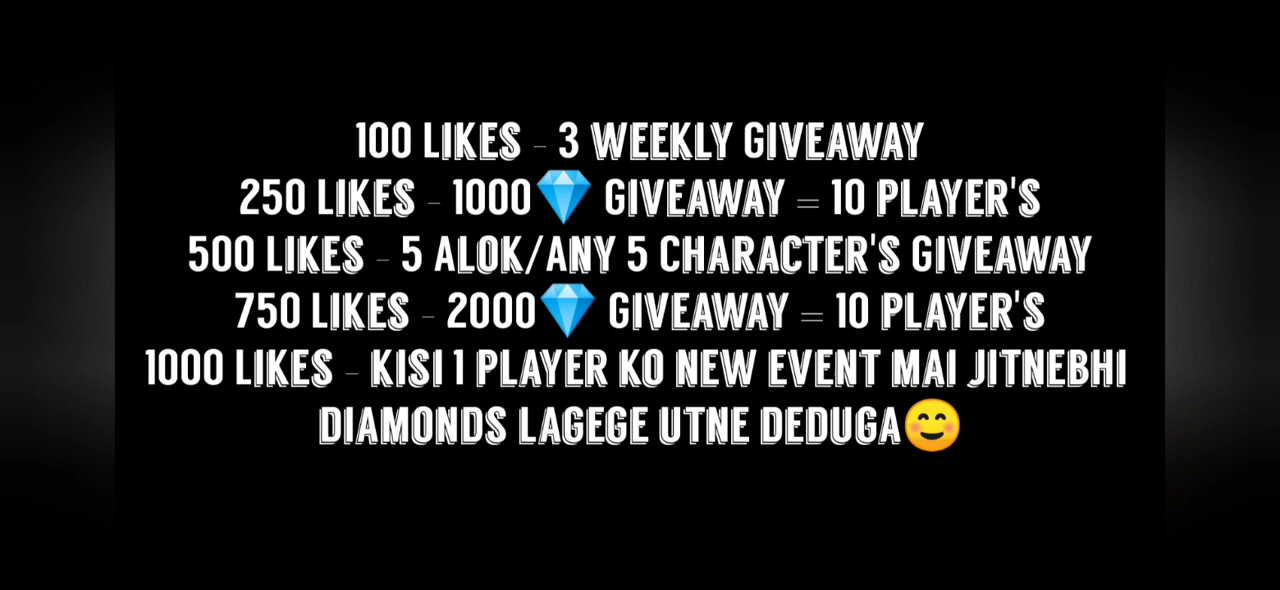 100 LIKES - 3 WEEKLY GIVEAWAY
250 LIKES - 1000💎 GIVEAWAY = 10 PLAYER'S
500 LIKES - 5 ALOK/ANY 5 CHARACTER'S GIVEAWAY
750 LIKES - 2000💎 GIVEAWAY = 10 PLAYER'S
1000 LIKES - KISI 1 PLAYER KO NEW EVENT MAI JITNEBHI
DIAMONDS LAGEGE UTNE DEDUGA😊